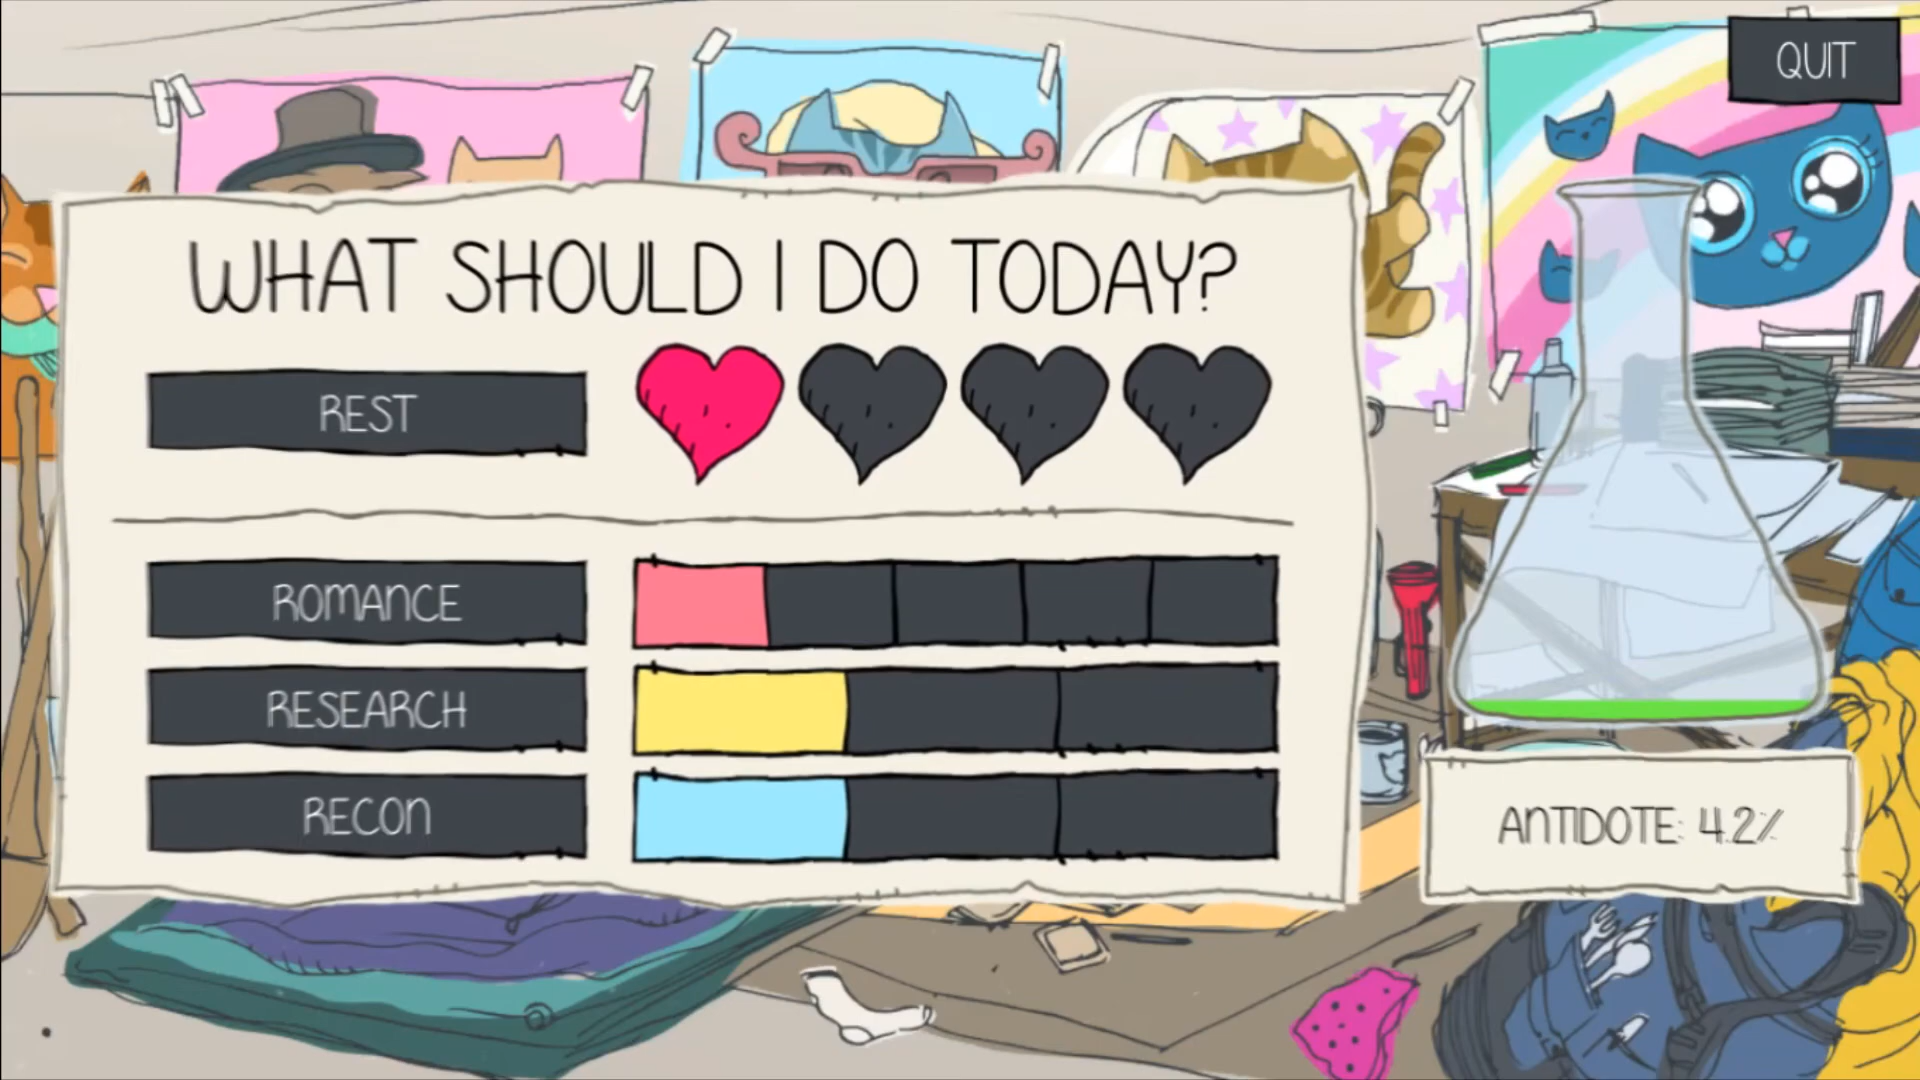 QUIT
WHAT SHOULD I DO TODAY?
REST
ROMANCE
RESEARCH
RECON
ANTIDOTE: 4.2%